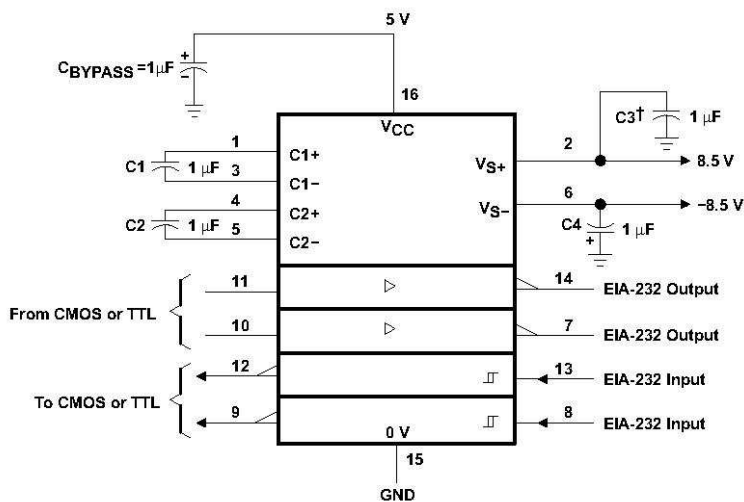 5 V
CBYPASS = 1 μF
+
−
16
VCC
C3†
1 μF
1
C1+
2
VS+
8.5 V
C1
1 μF
3
C1−
6
VS−
−8.5 V
4
C2+
C2
1 μF
5
C2−
C4
1 μF
+
From CMOS or TTL
11
14
EIA-232 Output
10
7
EIA-232 Output
To CMOS or TTL
12
13
EIA-232 Input
9
8
EIA-232 Input
0 V
15
GND